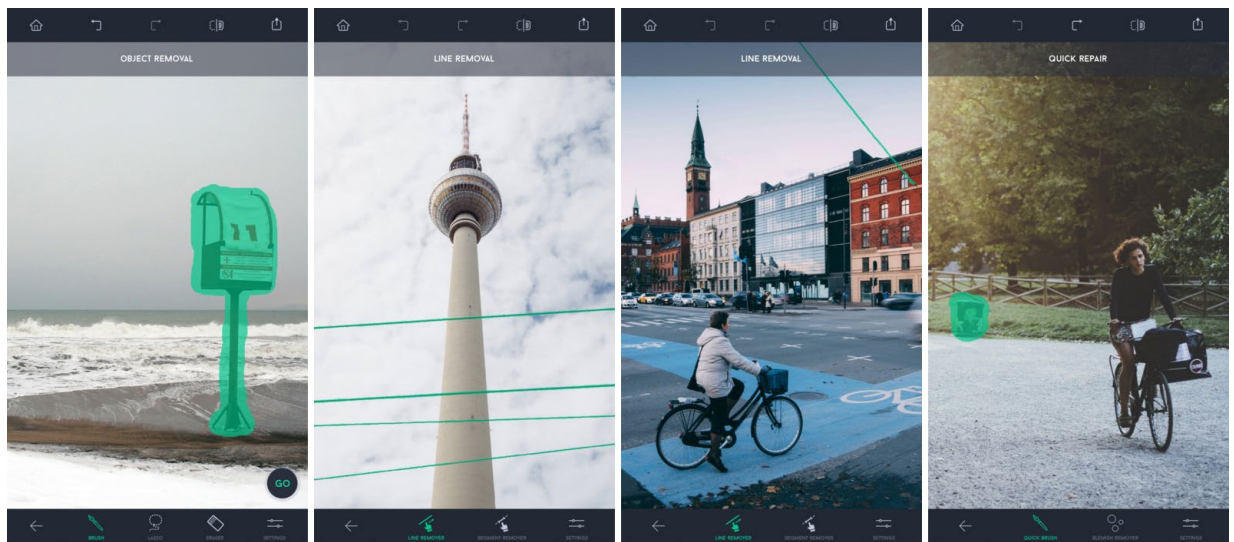 OBJECT REMOVAL
GO
BRUSH
LASSO
ERASER
SETTINGS
LINE REMOVAL
LINE REMOVER
SEGMENT REMOVER
SETTINGS
LINE REMOVAL
LINE REMOVER
SEGMENT REMOVER
SETTINGS
QUICK REPAIR
QUICK BRUSH
BLEMISH REMOVER
SETTINGS